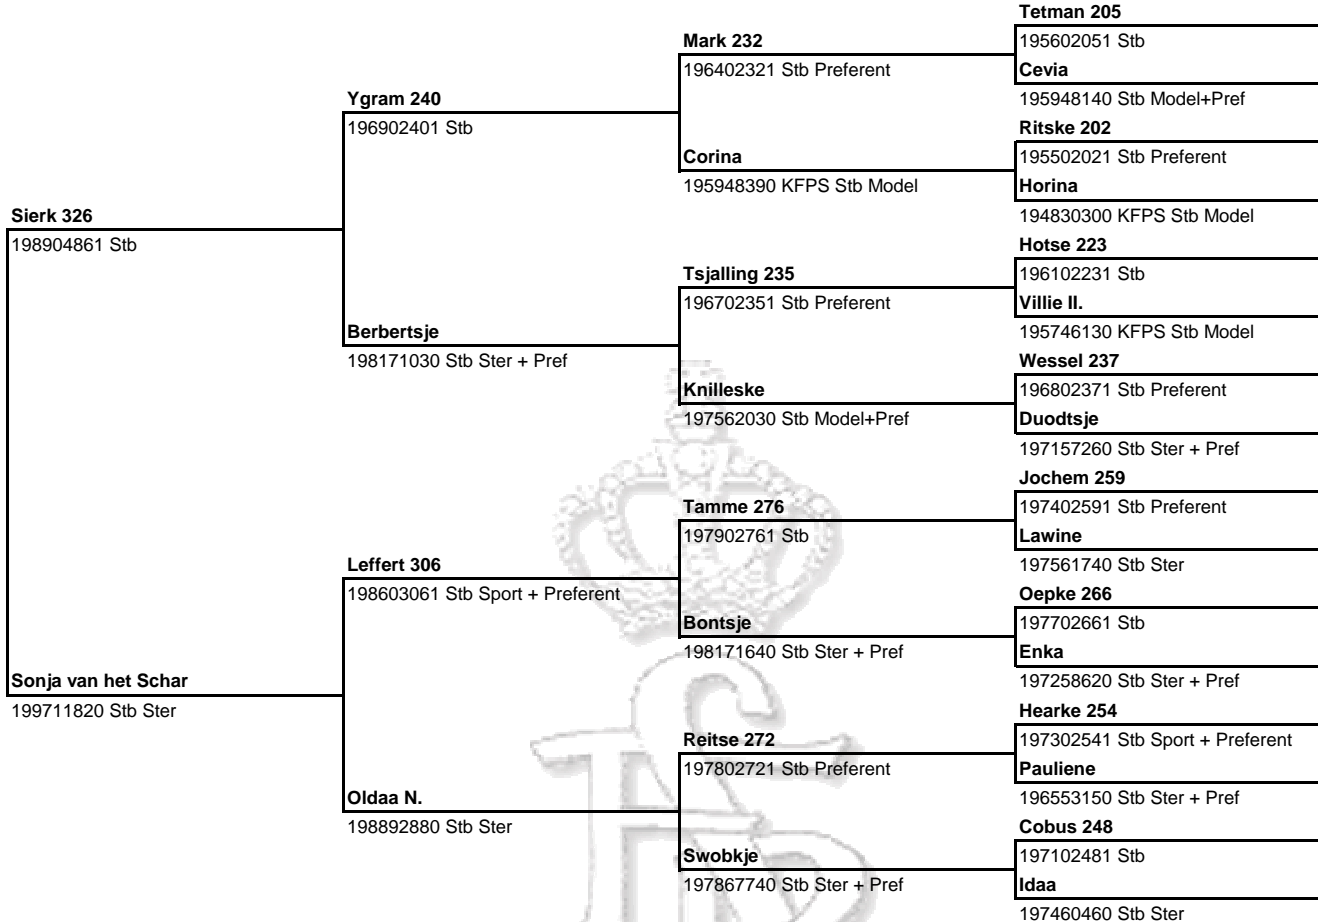 Tetman 205
Mark 232
195602051 Stb
196402321 Stb Preferent
Cevia
Ygram 240
195948140 Stb Model+Pref
196902401 Stb
Ritske 202
Corina
195502021 Stb Preferent
195948390 KFPS Stb Model
Horina
Sierk 326
194830300 KFPS Stb Model
198904861 Stb
Hotse 223
Tsjalling 235
196102231 Stb
196702351 Stb Preferent
Villie II.
Berbertsje
195746130 KFPS Stb Model
198171030 Stb Ster + Pref
Wessel 237
Knilleske
196802371 Stb Preferent
197562030 Stb Model+Pref
Duodtsje
197157260 Stb Ster + Pref
Jochem 259
Tamme 276
197402591 Stb Preferent
197902761 Stb
Lawine
Leffert 306
197561740 Stb Ster
198603061 Stb Sport + Preferent
Oepke 266
Bontsje
197702661 Stb
198171640 Stb Ster + Pref
Enka
Sonja van het Schar
197258620 Stb Ster + Pref
199711820 Stb Ster
Hearke 254
Reitse 272
197302541 Stb Sport + Preferent
197802721 Stb Preferent
Pauliene
Oldaa N.
196553150 Stb Ster + Pref
198892880 Stb Ster
Cobus 248
Swobkje
197102481 Stb
197867740 Stb Ster + Pref
Idaa
197460460 Stb Ster